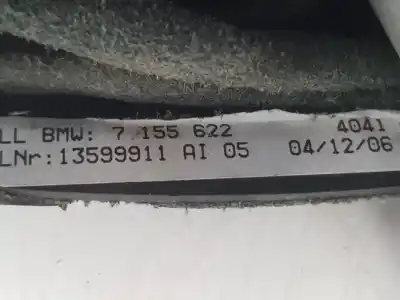 LL BMW: 7 155 622 4041
LNr: 13599911 AI 05 04/12/06